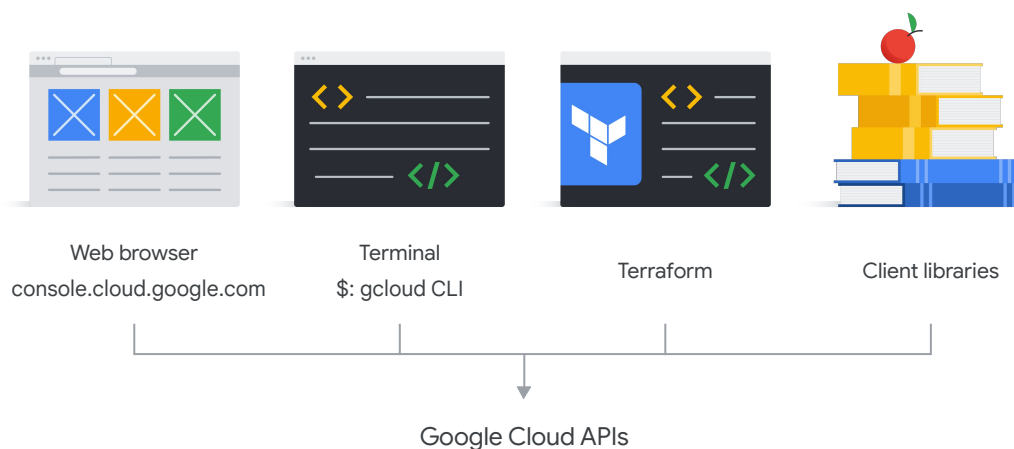 Web browser
console.cloud.google.com
Terminal
$: gcloud CLI
Terraform
Client libraries
Google Cloud APIs